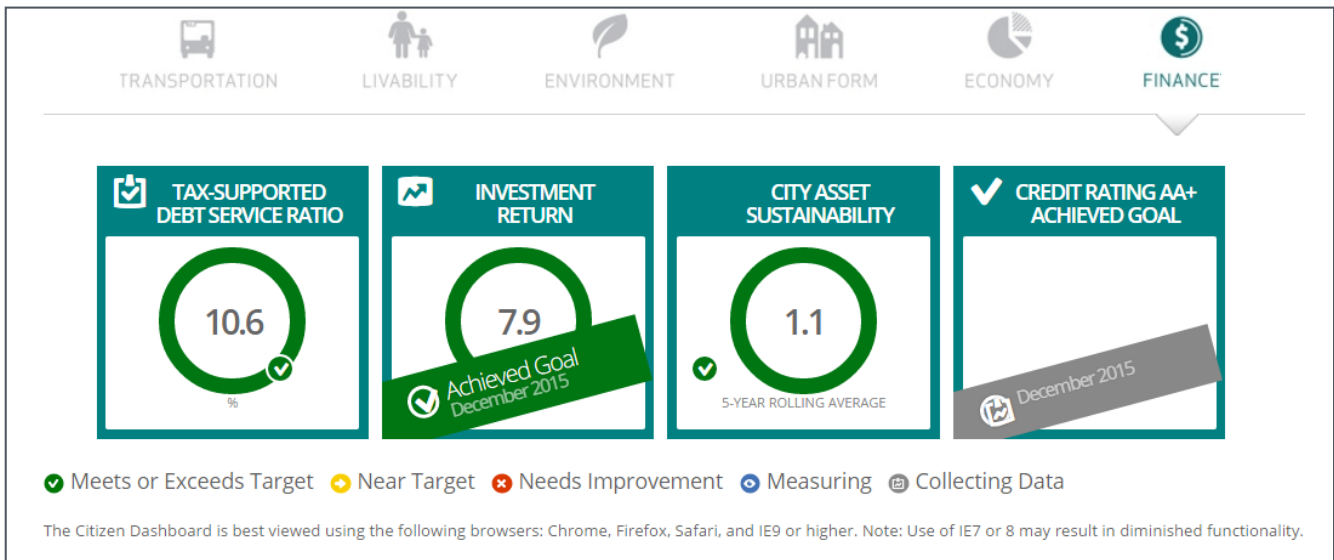 TRANSPORTATION
LIVABILITY
ENVIRONMENT
URBAN FORM
ECONOMY
$
FINANCE
TAX-SUPPORTED
DEBT SERVICE RATIO
10.6
%
INVESTMENT
RETURN
7.9
Achieved Goal
December 2015
CITY ASSET
SUSTAINABILITY
1.1
5-YEAR ROLLING AVERAGE
CREDIT RATING AA+
ACHIEVED GOAL
December 2015
Meets or Exceeds Target Near Target Needs Improvement Measuring Collecting Data
The Citizen Dashboard is best viewed using the following browsers: Chrome, Firefox, Safari, and IE9 or higher. Note: Use of IE7 or 8 may result in diminished functionality.